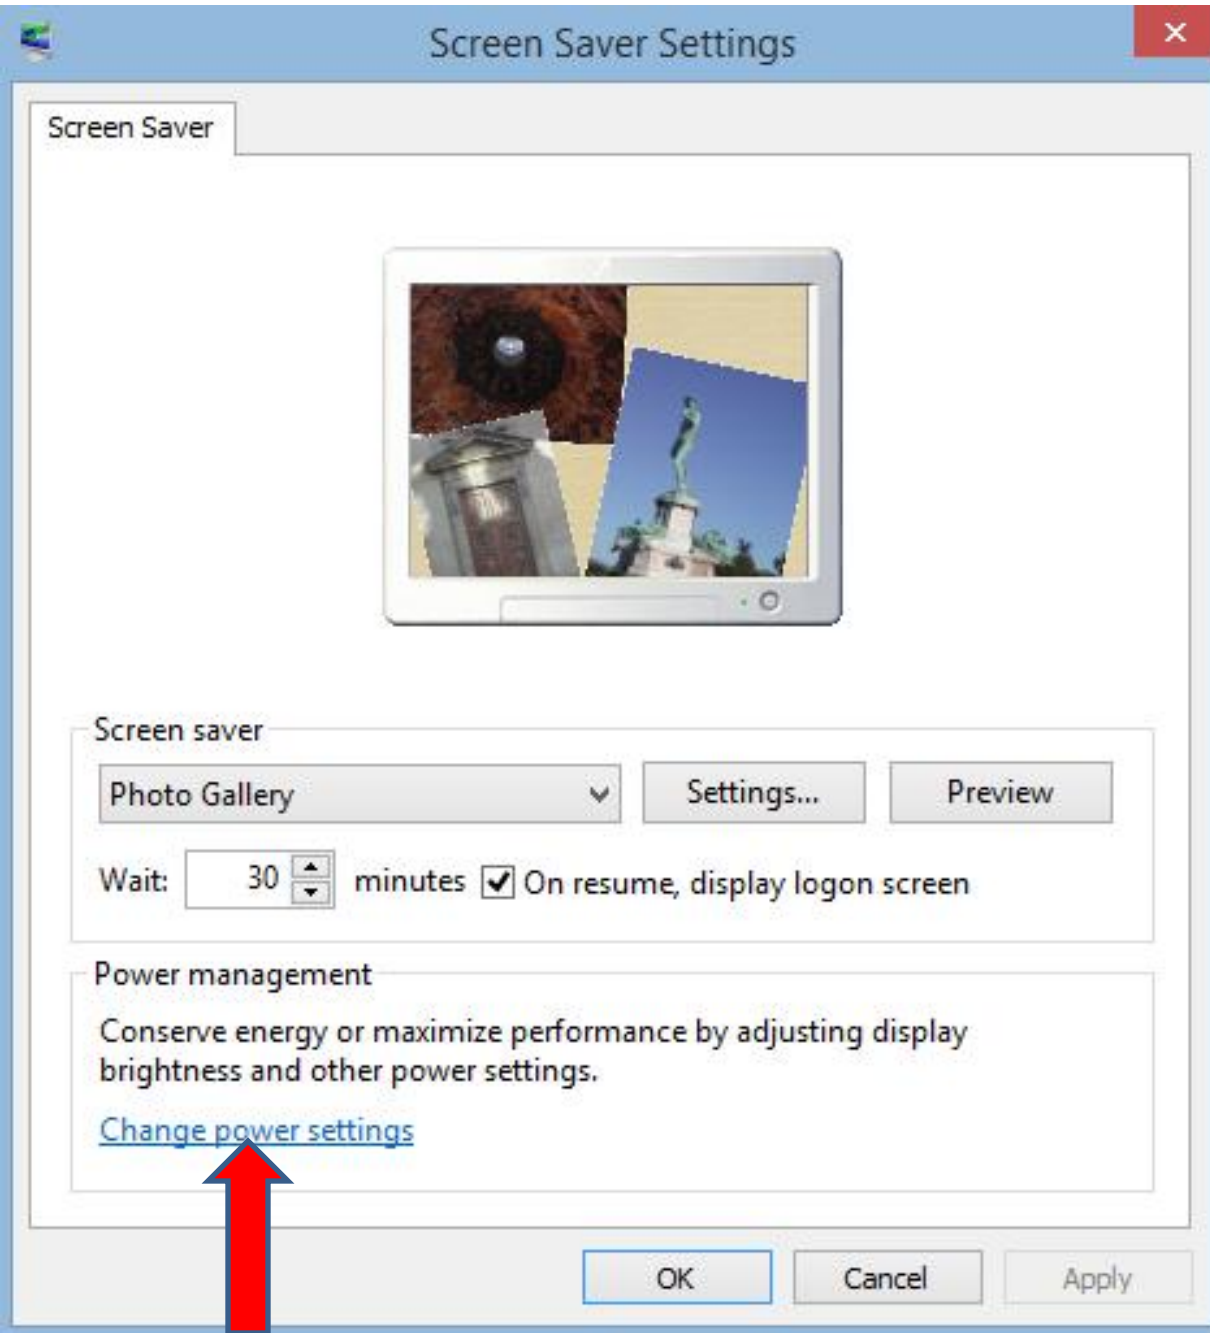 Screen Saver Settings
Screen Saver
Screen saver
Photo Gallery
Settings...
Preview
Wait: 30 minutes On resume, display logon screen
Power management
Conserve energy or maximize performance by adjusting display
brightness and other power settings.
Change power settings
OK
Cancel
Apply